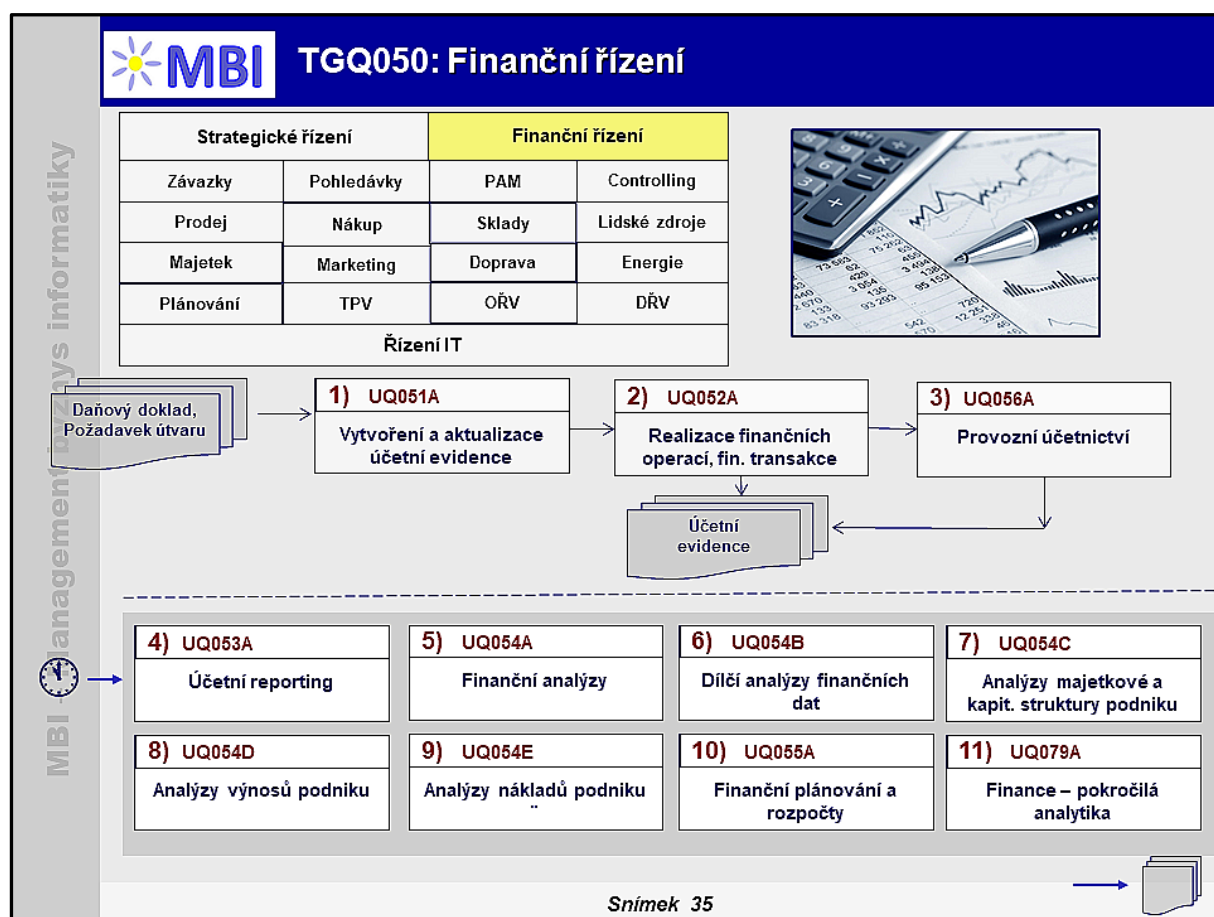 MBI
TGQ050: Finanční řízení
Strategické řízení
Finanční řízení
Závazky
Pohledávky
PAM
Controlling
Prodej
Nákup
Sklady
Lidské zdroje
Majetek
Marketing
Doprava
Energie
Plánování
TPV
OŘV
DŘV
Řízení IT
Daňový doklad,
Požadavek útvaru
1) UQ051A
Vytvoření a aktualizace
účetní evidence
2) UQ052A
Realizace finančních
operací, fin. transakce
3) UQ056A
Provozní účetnictví
Účetní
evidence
4) UQ053A
Účetní reporting
5) UQ054A
Finanční analýzy
6) UQ054B
Dílčí analýzy finančních
dat
7) UQ054C
Analýzy majetkové a
kapit. struktury podniku
8) UQ054D
Analýzy výnosů podniku
9) UQ054E
Analýzy nákladů podniku
..
10) UQ055A
Finanční plánování a
rozpočty
11) UQ079A
Finance – pokročilá
analytika
Snímek 35